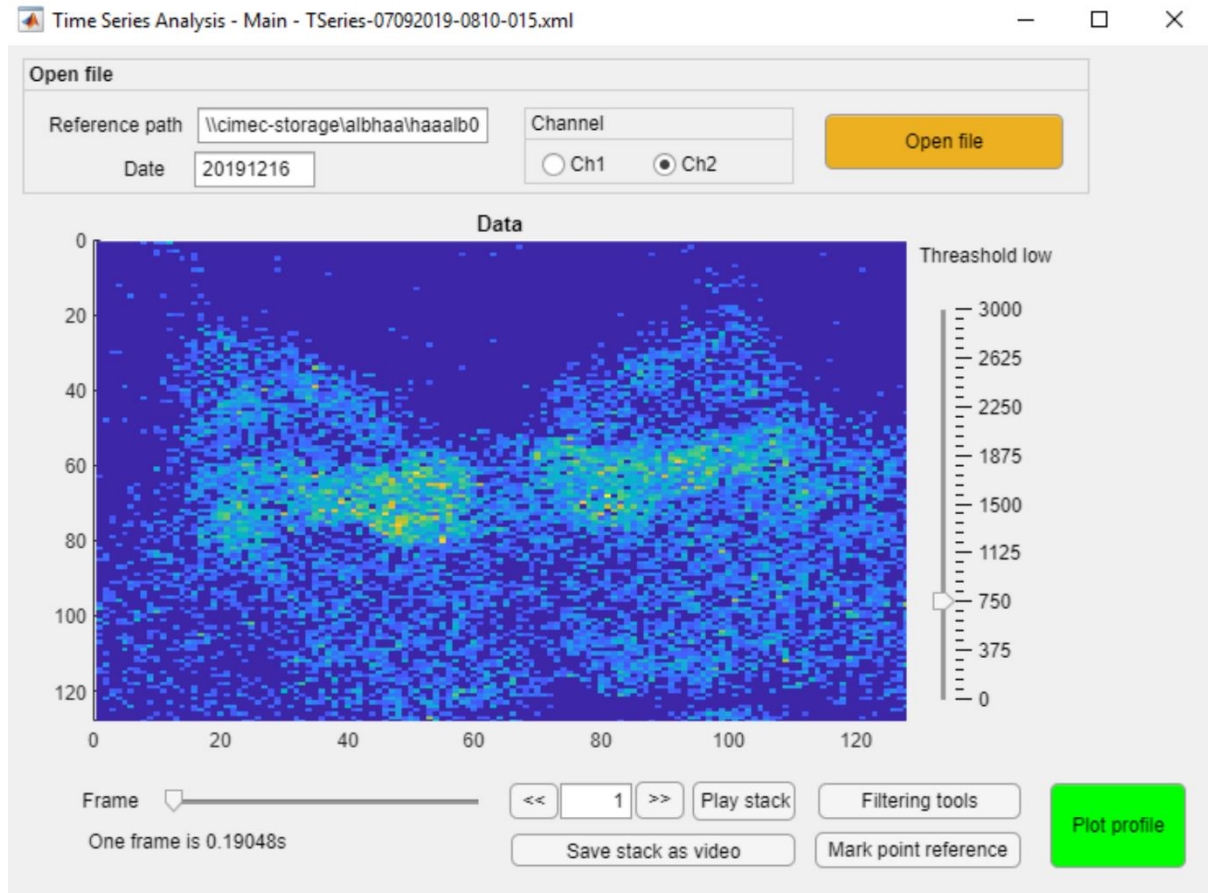 Time Series Analysis - Main - TSeries-07092019-0810-015.xml
Open file
Reference path \\cimec-storage\albhaa\haaalb0
Date 20191216
Channel
Ch1 Ch2
Open file
Data
0
20
40
60
80
100
120
0 20 40 60 80 100 120
Threashold low
3000
2625
2250
1875
1500
1125
750
375
0
Frame << 1 >> Play stack Filtering tools
One frame is 0.19048s
Save stack as video Mark point reference
Plot profile